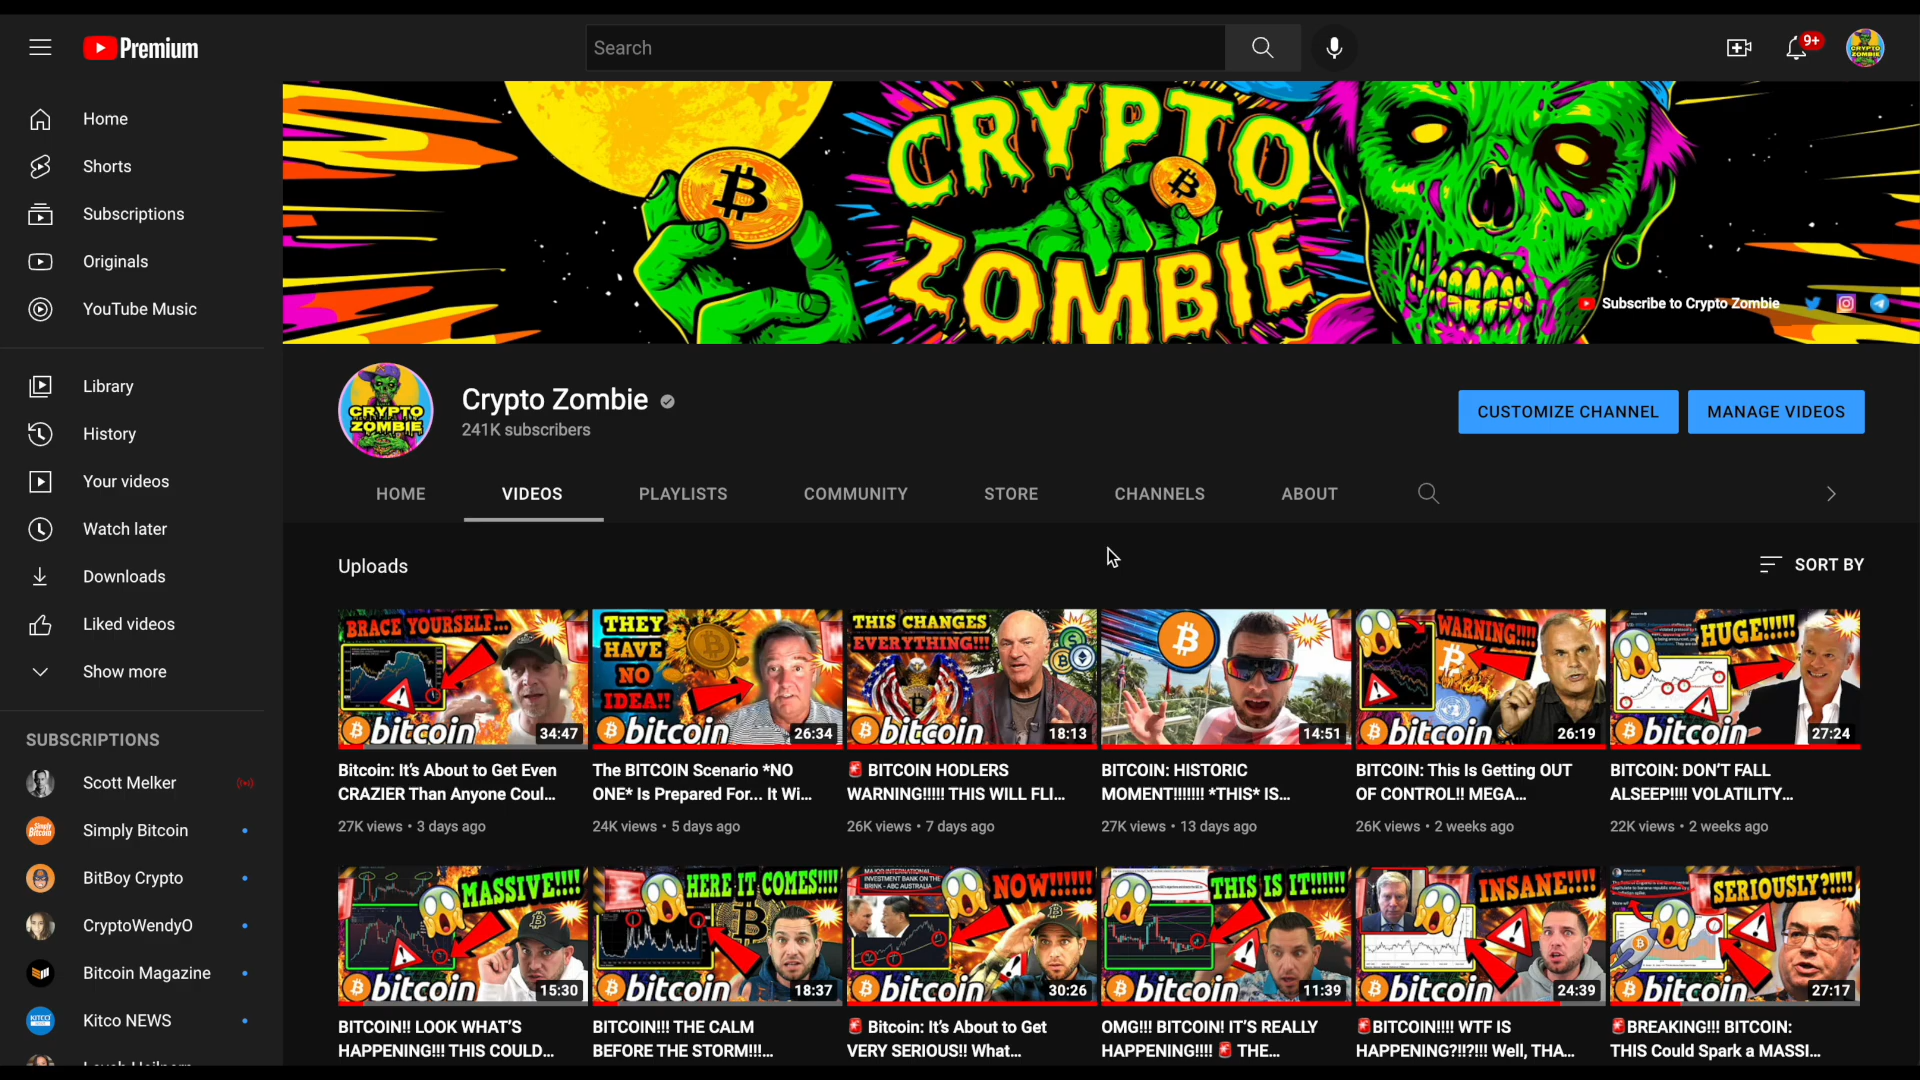 Premium
Search
9+
Home
Shorts
Subscriptions
Originals
YouTube Music
Library
History
Your videos
Watch later
Downloads
Liked videos
Show more
SUBSCRIPTIONS
Scott Melker
Simply Bitcoin
BitBoy Crypto
CryptoWendyO
Bitcoin Magazine
Kitco NEWS
CRYPTO
ZOMBIE
Subscribe to Crypto Zombie
CRYPTO
ZOMBIE
Crypto Zombie
241K subscribers
CUSTOMIZE CHANNEL
MANAGE VIDEOS
HOME
VIDEOS
PLAYLISTS
COMMUNITY
STORE
CHANNELS
ABOUT
Uploads
SORT BY
BRACE YOURSELF...
bitcoin
34:47
Bitcoin: It's About to Get Even
CRAZIER Than Anyone Coul...
27K views • 3 days ago
THEY
HAVE
NO
IDEA!!
bitcoin
26:34
The BITCOIN Scenario *NO
ONE* Is Prepared For... It Wi...
24K views • 5 days ago
THIS CHANGES
EVERYTHING!!!
bitcoin
18:13
🚨 BITCOIN HODLERS
WARNING!!!!! THIS WILL FLI...
26K views • 7 days ago
14:51
BITCOIN: HISTORIC
MOMENT!!!!!!! *THIS* IS...
27K views • 13 days ago
WARNING!!!!
bitcoin
26:19
BITCOIN: This Is Getting OUT
OF CONTROL!! MEGA...
26K views • 2 weeks ago
HUGE!!!!!
bitcoin
27:24
BITCOIN: DON'T FALL
ALSEEP!!!! VOLATILITY...
22K views • 2 weeks ago
MASSIVE!!!!
bitcoin
15:30
BITCOIN!! LOOK WHAT'S
HAPPENING!!! THIS COULD...
HERE IT COMES!!!!
bitcoin
18:37
BITCOIN!!! THE CALM
BEFORE THE STORM!!!...
MAJOR INTERNATIONAL
INVESTMENT BANK ON THE
BRINK - ABC AUSTRALIA
NOW!!!!!!
bitcoin
30:26
🚨 Bitcoin: It's About to Get
VERY SERIOUS!! What...
THIS IS IT!!!!!!
bitcoin
11:39
OMG!!! BITCOIN! IT'S REALLY
HAPPENING!!!! 🚨 THE...
INSANE!!!!
bitcoin
24:39
🚨BITCOIN!!!! WTF IS
HAPPENING?!!?!!! Well, THA...
SERIOUSLY?!!!!
bitcoin
27:17
🚨BREAKING!!! BITCOIN:
THIS Could Spark a MASSI...